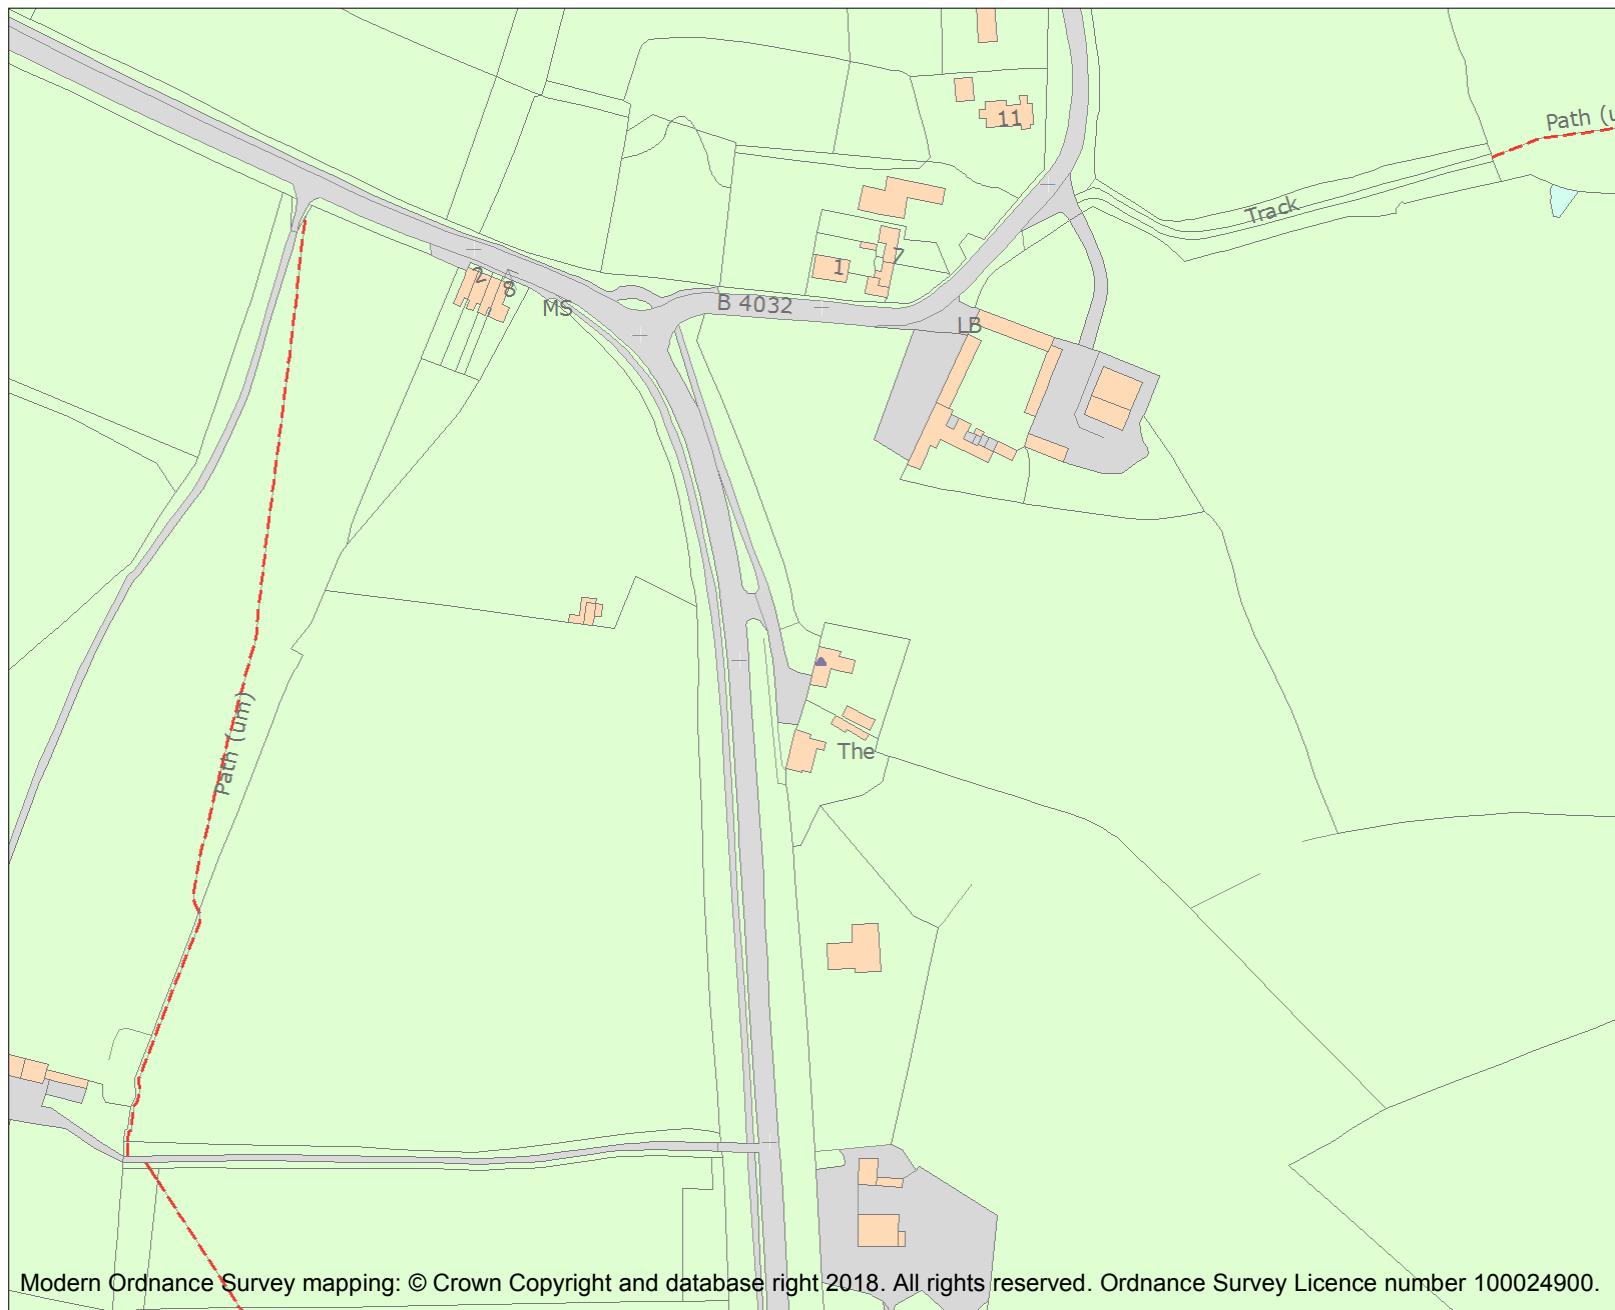 11
Path (u
Track
7
1
2
8
MS
B 4032
LB
Path (um)
The
Modern Ordnance Survey mapping: © Crown Copyright and database right 2018. All rights reserved. Ordnance Survey Licence number 100024900.